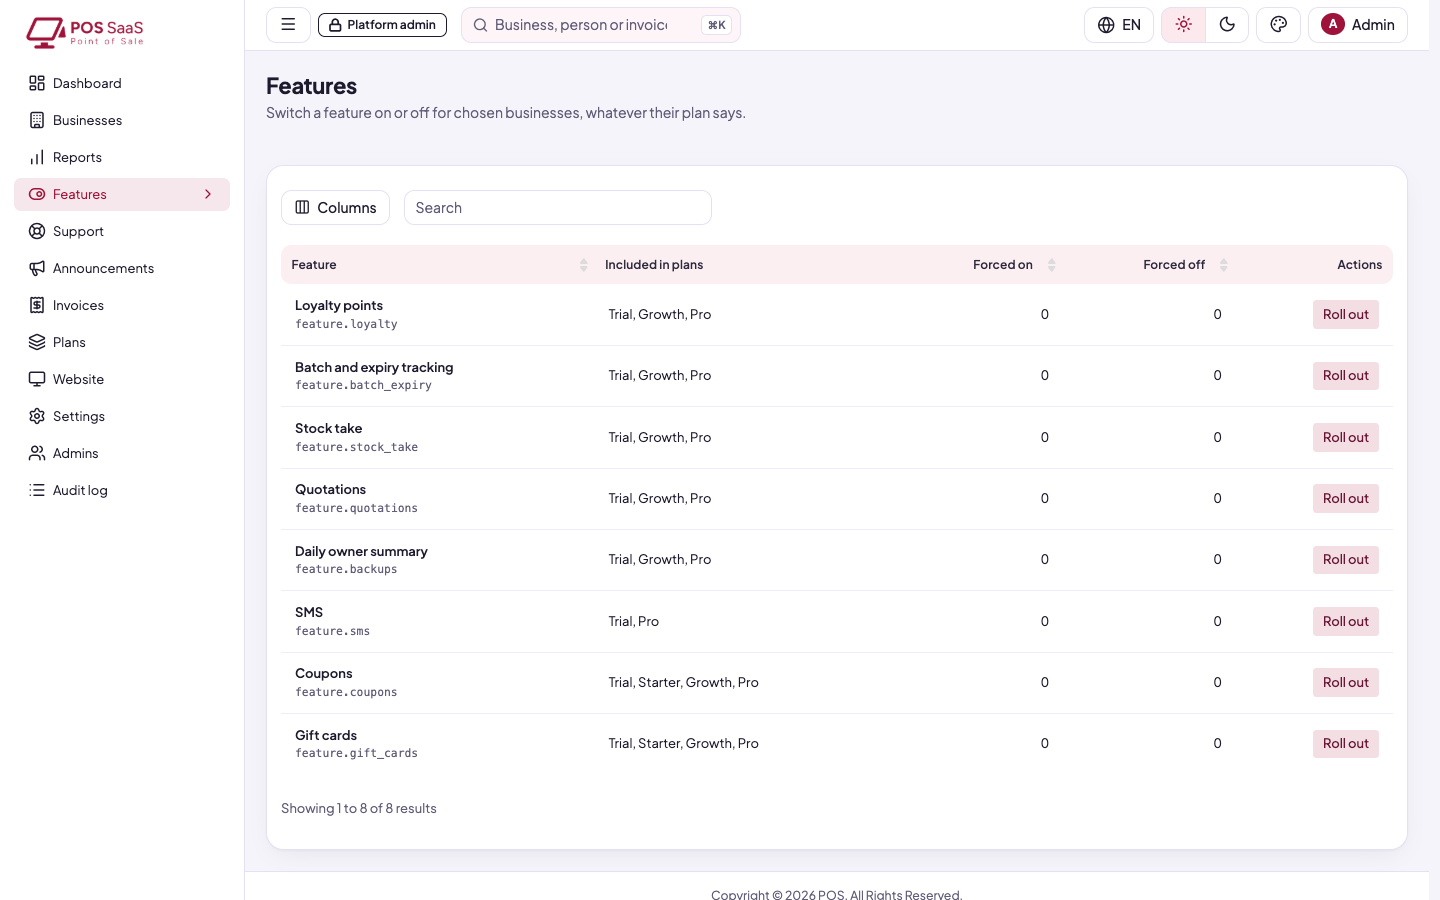 POS SaaS
Point of Sale
Platform admin
Business, person or invoic
⌘K
EN
A
Admin
Dashboard
Businesses
Reports
Features
Support
Announcements
Invoices
Plans
Website
Settings
Admins
Audit log
Features
Switch a feature on or off for chosen businesses, whatever their plan says.
Columns
Search
Feature Included in plans Forced on Forced off Actions
Loyalty points
feature.loyalty
Trial, Growth, Pro 0 0 Roll out
Batch and expiry tracking
feature.batch_expiry
Trial, Growth, Pro 0 0 Roll out
Stock take
feature.stock_take
Trial, Growth, Pro 0 0 Roll out
Quotations
feature.quotations
Trial, Growth, Pro 0 0 Roll out
Daily owner summary
feature.backups
Trial, Growth, Pro 0 0 Roll out
SMS
feature.sms
Trial, Pro 0 0 Roll out
Coupons
feature.coupons
Trial, Starter, Growth, Pro 0 0 Roll out
Gift cards
feature.gift_cards
Trial, Starter, Growth, Pro 0 0 Roll out
Showing 1 to 8 of 8 results
Copyright © 2026 POS. All Rights Reserved.